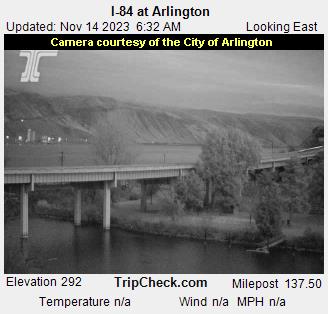 I-84 at Arlington
Updated: Nov 14 2023 6:32 AM Looking East
Camera courtesy of the City of Arlington
Elevation 292 TripCheck.com Milepost 137.50
Temperature n/a Wind n/a MPH n/a